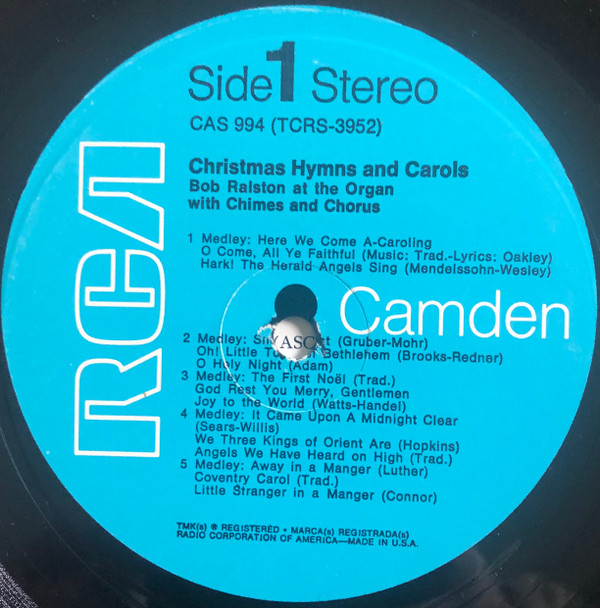 Side 1 Stereo
CAS 994 (TCRS-3952)
Christmas Hymns and Carols
Bob Ralston at the Organ
with Chimes and Chorus
RCA
1 Medley: Here We Come A-Caroling
O Come, All Ye Faithful (Music: Trad.-Lyrics: Oakley)
Hark! The Herald Angels Sing (Mendelssohn-Wesley)
Camden
ASC
2 Medley: (Gruber-Mohr)
Oh! Little Bethlehem (Brooks-Redner)
O Holy Night (Adam)
3 Medley: The First Noël (Trad.)
God Rest You Merry, Gentlemen
Joy to the World (Watts-Handel)
4 Medley: It Came Upon A Midnight Clear
(Sears-Willis)
We Three Kings of Orient Are (Hopkins)
Angels We Have Heard on High (Trad.)
5 Medley: Away in a Manger (Luther)
Coventry Carol (Trad.)
Little Stranger in a Manger (Connor)
TMK(s) ® REGISTERED • MARCA(s) REGISTRADA(s)
RADIO CORPORATION OF AMERICA—MADE IN U.S.A.